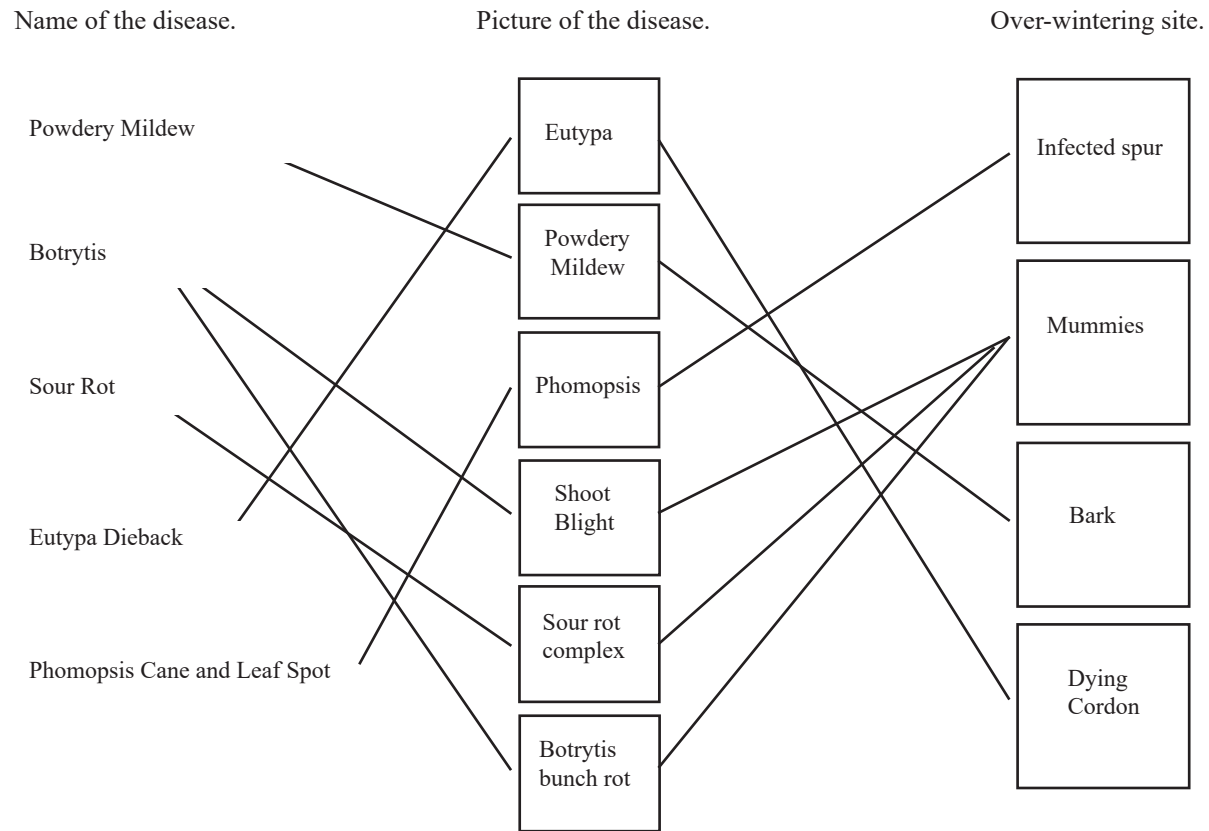 Name of the disease.
Picture of the disease.
Over-wintering site.
Powdery Mildew
Botrytis
Sour Rot
Eutypa Dieback
Phomopsis Cane and Leaf Spot
Eutypa
Powdery
Mildew
Phomopsis
Shoot
Blight
Sour rot
complex
Botrytis
bunch rot
Infected spur
Mummies
Bark
Dying
Cordon